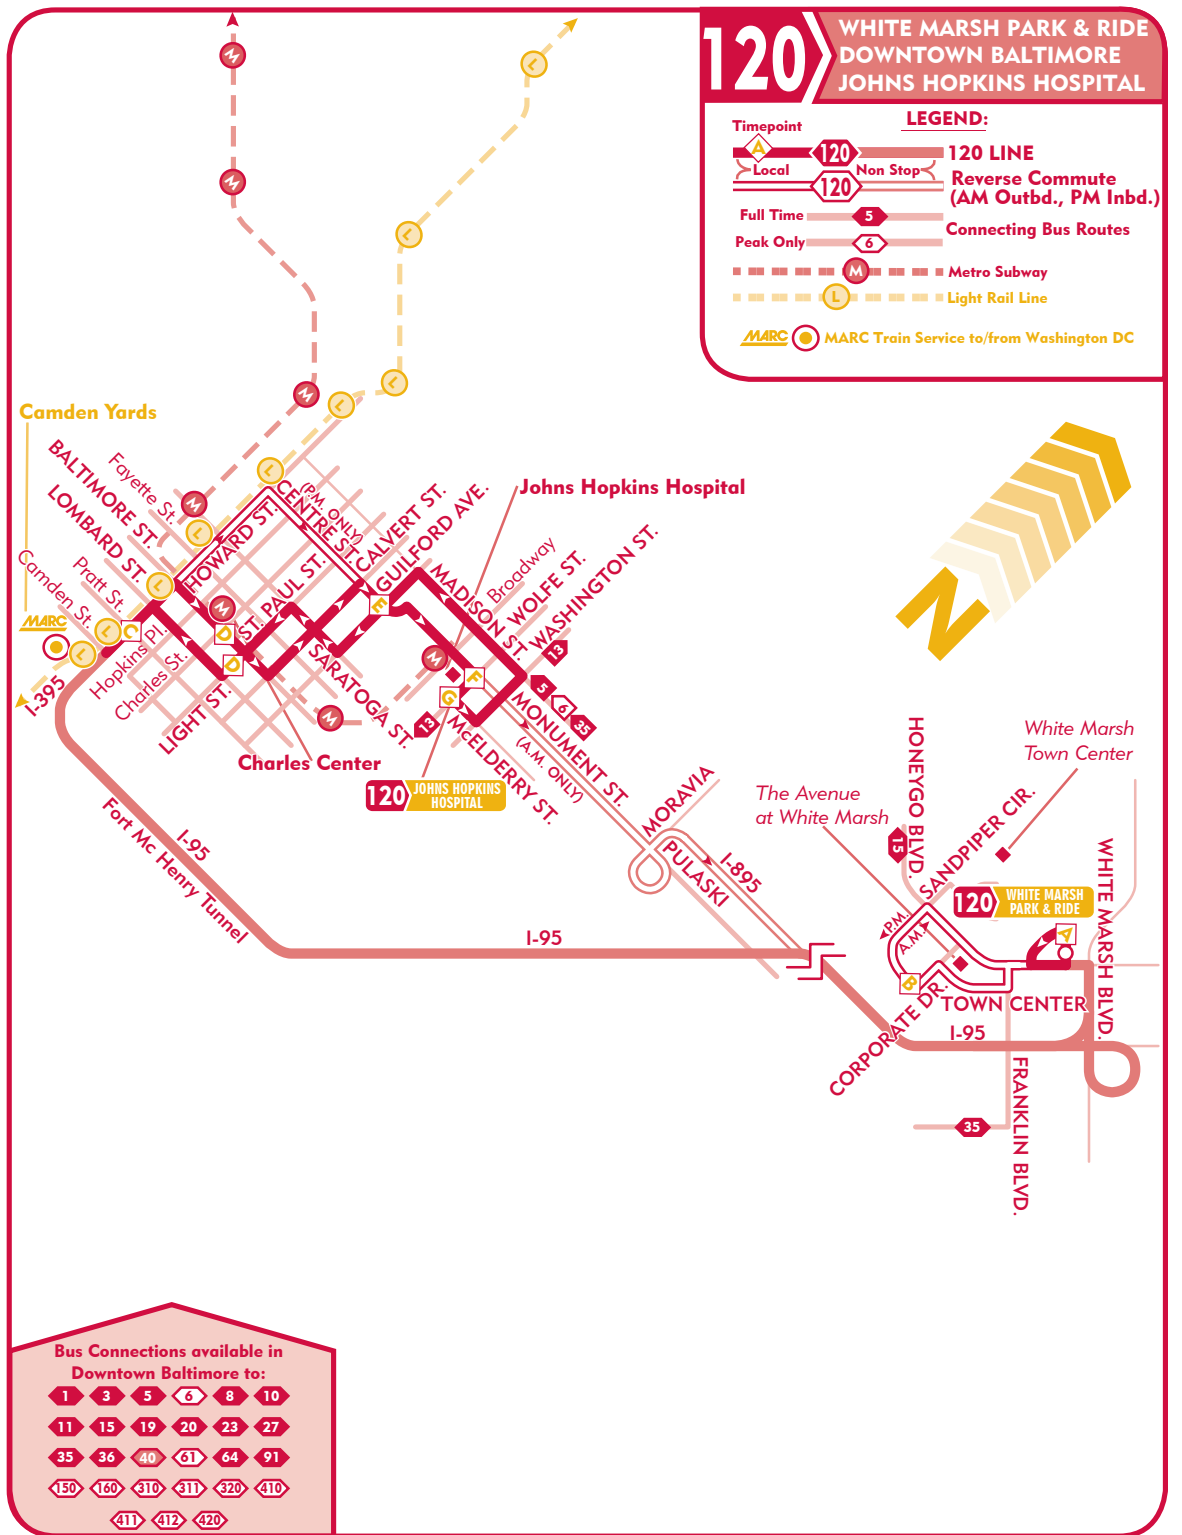 120
WHITE MARSH PARK & RIDE
DOWNTOWN BALTIMORE
JOHNS HOPKINS HOSPITAL
LEGEND:
Timepoint
A
120
120 LINE
Local
Non Stop
120
Reverse Commute
(AM Outbd., PM Inbd.)
Full Time
5
Connecting Bus Routes
Peak Only
6
M
Metro Subway
L
Light Rail Line
MARC
MARC Train Service to/from Washington DC
M
L
M
L
M
L
L
Camden Yards
BALTIMORE ST.
Fayette St.
LOMBARD ST.
Pratt St.
Camden St.
MARC
L
M
L
L
L
L
C
HOWARD ST.
CENTRE ST.
(P.M. ONLY)
CALVERT ST.
GUILFORD AVE.
Johns Hopkins Hospital
ST. PAUL ST.
E
MADISON ST.
Broadway
WOLFE ST.
WASHINGTON ST.
13
M
D
D
Hopkins Pl.
Charles St.
LIGHT ST.
I-395
SARATOGA ST.
M
F
G
13
M
5
6
35
MONUMENT ST.
(A.M. ONLY)
McELDERRY ST.
Charles Center
120
JOHNS HOPKINS
HOSPITAL
N
I-95
Fort Mc Henry Tunnel
MORAVIA
PULASKI
I-895
I-95
The Avenue
at White Marsh
White Marsh
Town Center
HONEYGO BLVD.
15
SANDPIPER CIR.
WHITE MARSH BLVD.
120
WHITE MARSH
PARK & RIDE
P.M.
A.M.
A
B
TOWN CENTER
CORPORATE DR.
I-95
FRANKLIN BLVD.
35
Bus Connections available in
Downtown Baltimore to:
1 3 5 6 8 10
11 15 19 20 23 27
35 36 40 61 64 91
150 160 310 311 320 410
411 412 420